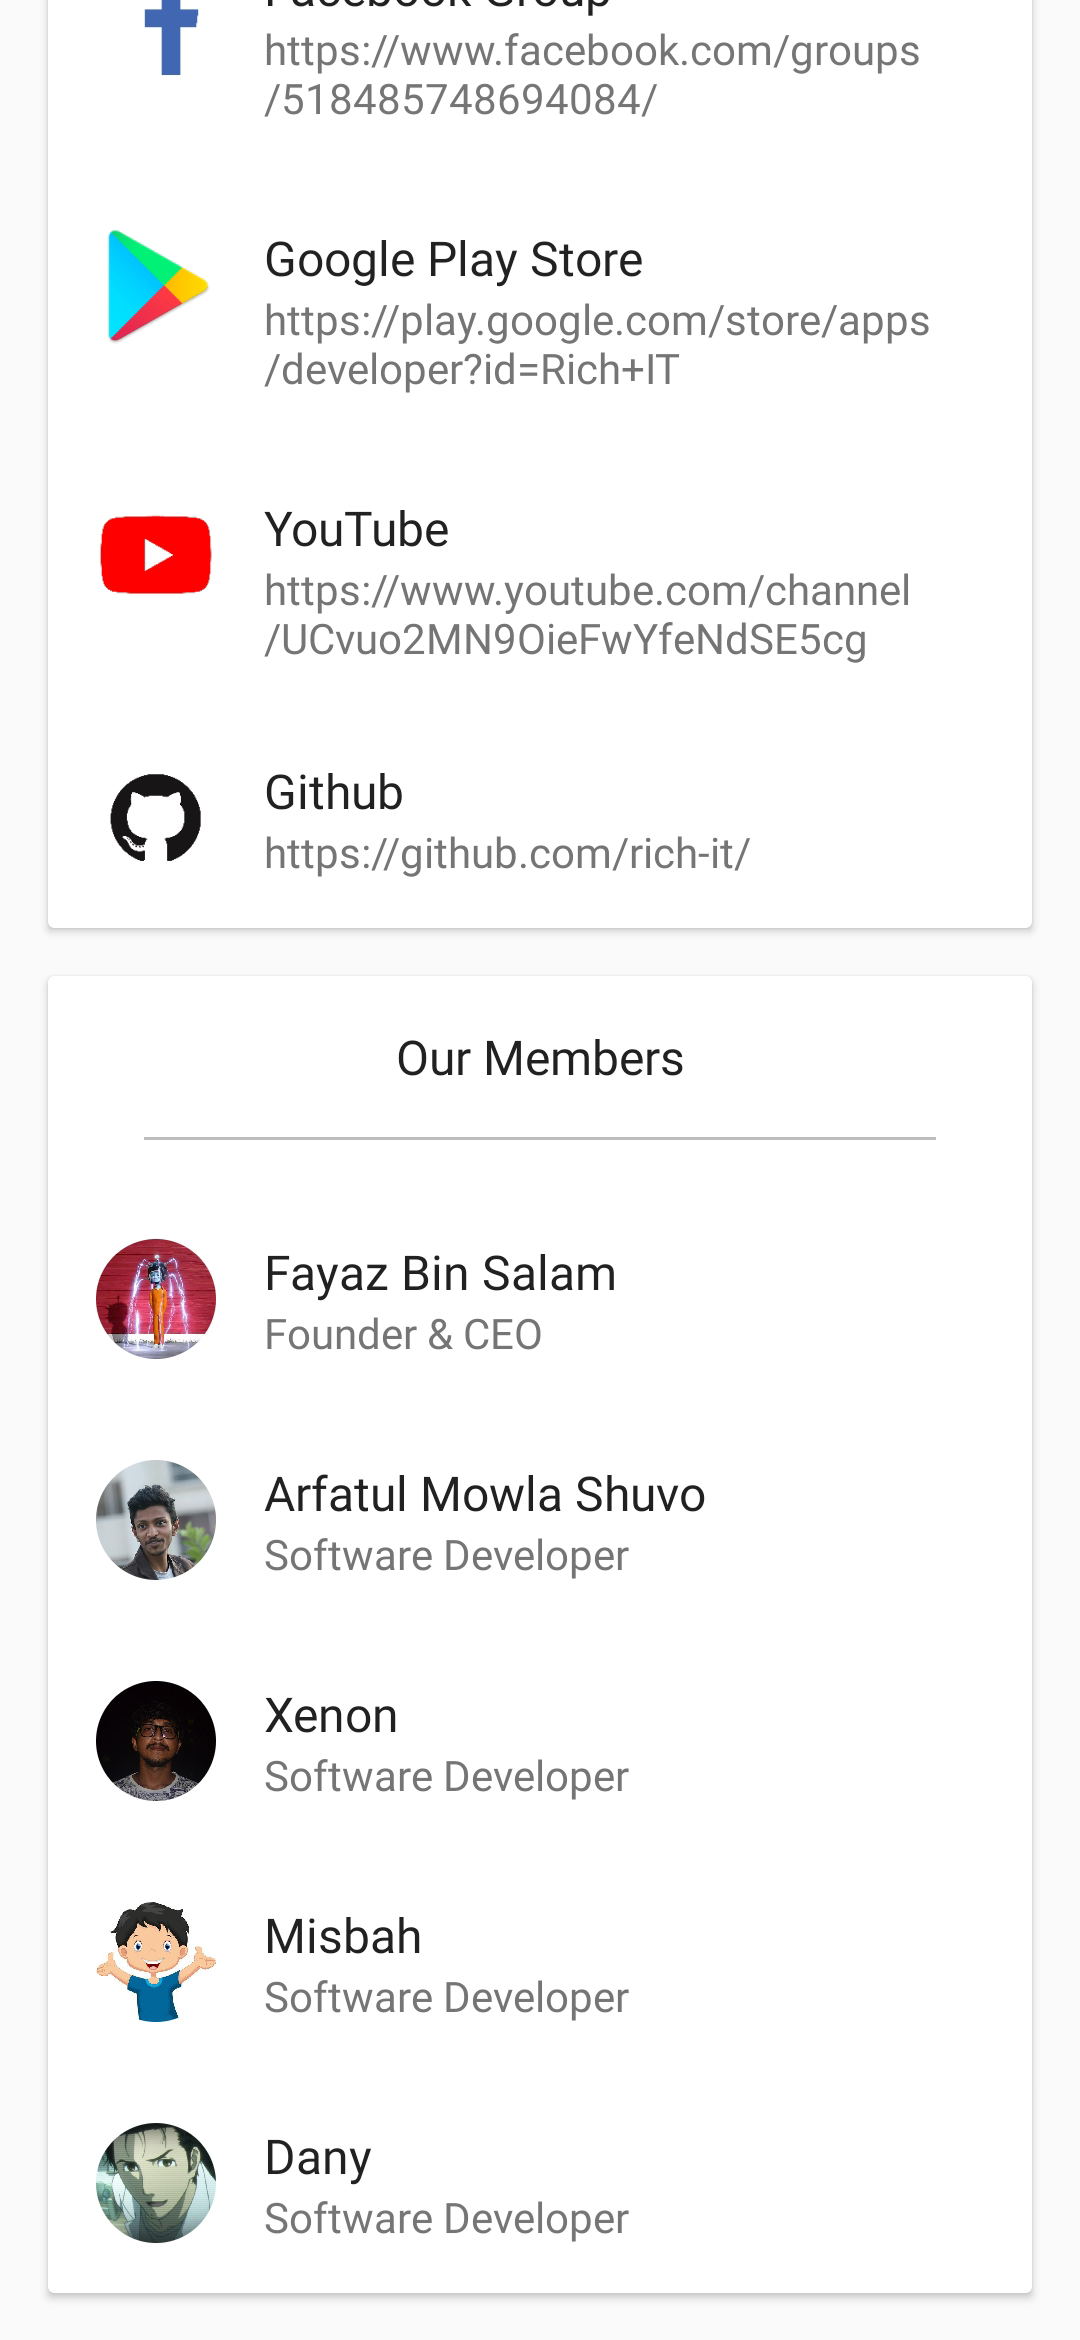 Facebook Group
https://www.facebook.com/groups
/518485748694084/
Google Play Store
https://play.google.com/store/apps
/developer?id=Rich+IT
YouTube
https://www.youtube.com/channel
/UCvuo2MN9OieFwYfeNdSE5cg
Github
https://github.com/rich-it/
Our Members
Fayaz Bin Salam
Founder & CEO
Arfatul Mowla Shuvo
Software Developer
Xenon
Software Developer
Misbah
Software Developer
Dany
Software Developer